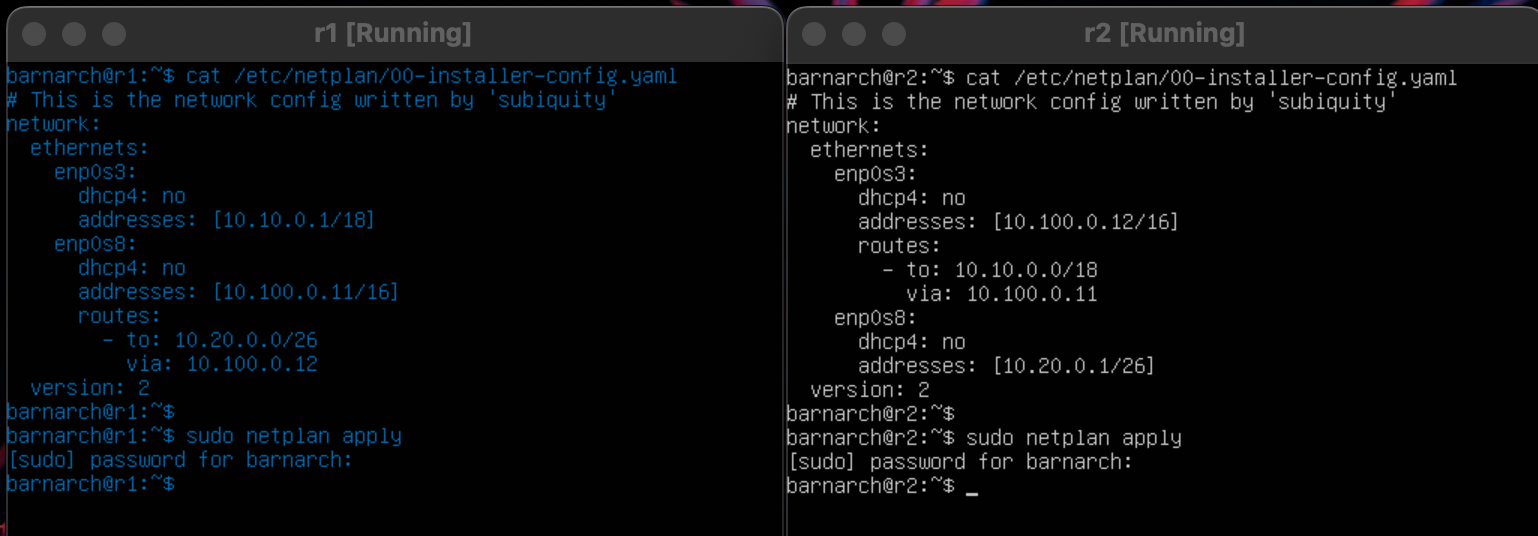 r1 [Running]
barnarch@r1:~$ cat /etc/netplan/00-installer-config.yaml
# This is the network config written by 'subiquity'
network:
  ethernets:
    enp0s3:
      dhcp4: no
      addresses: [10.10.0.1/18]
    enp0s8:
      dhcp4: no
      addresses: [10.100.0.11/16]
      routes:
        - to: 10.20.0.0/26
          via: 10.100.0.12
  version: 2
barnarch@r1:~$
barnarch@r1:~$ sudo netplan apply
[sudo] password for barnarch:
barnarch@r1:~$
r2 [Running]
barnarch@r2:~$ cat /etc/netplan/00-installer-config.yaml
# This is the network config written by 'subiquity'
network:
  ethernets:
    enp0s3:
      dhcp4: no
      addresses: [10.100.0.12/16]
      routes:
        - to: 10.10.0.0/18
          via: 10.100.0.11
    enp0s8:
      dhcp4: no
      addresses: [10.20.0.1/26]
  version: 2
barnarch@r2:~$
barnarch@r2:~$ sudo netplan apply
[sudo] password for barnarch:
barnarch@r2:~$ _